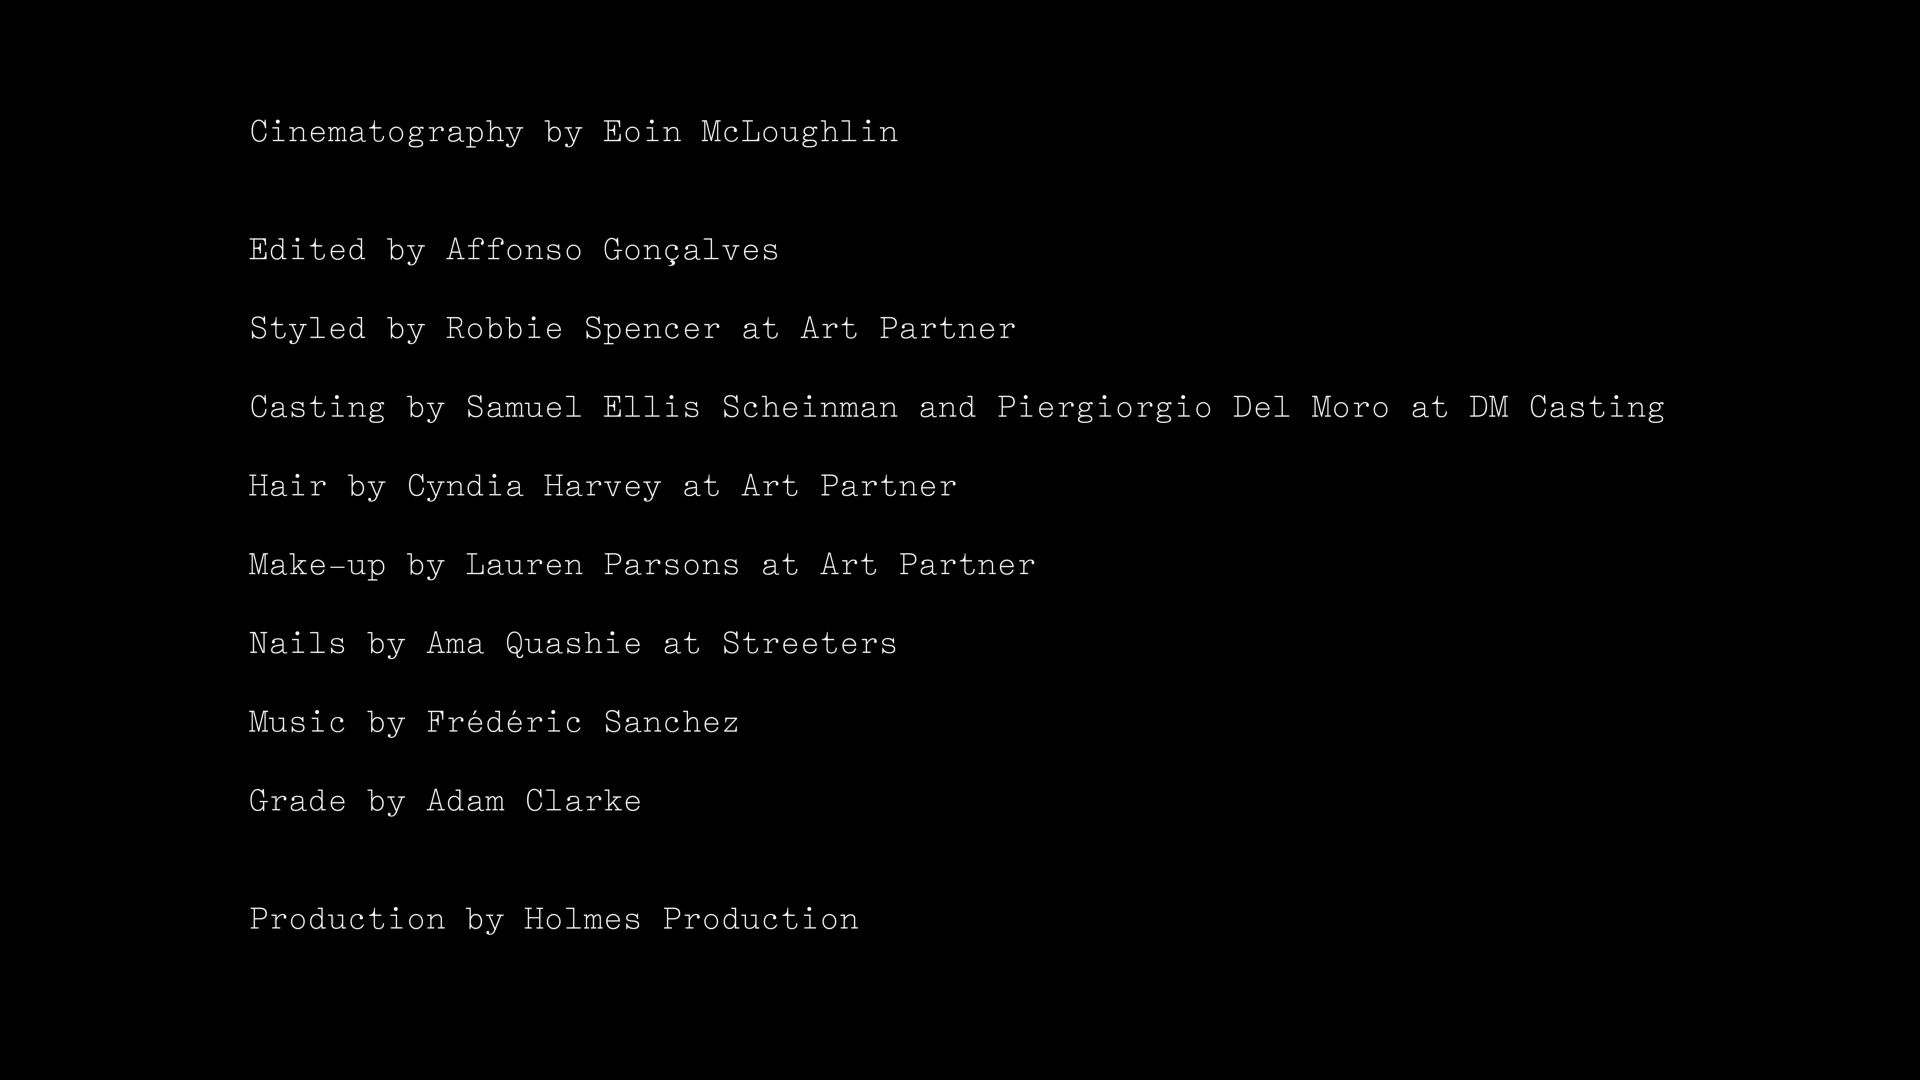 Cinematography by Eoin McLoughlin
Edited by Affonso Gonçalves
Styled by Robbie Spencer at Art Partner
Casting by Samuel Ellis Scheinman and Piergiorgio Del Moro at DM Casting
Hair by Cyndia Harvey at Art Partner
Make-up by Lauren Parsons at Art Partner
Nails by Ama Quashie at Streeters
Music by Frédéric Sanchez
Grade by Adam Clarke
Production by Holmes Production